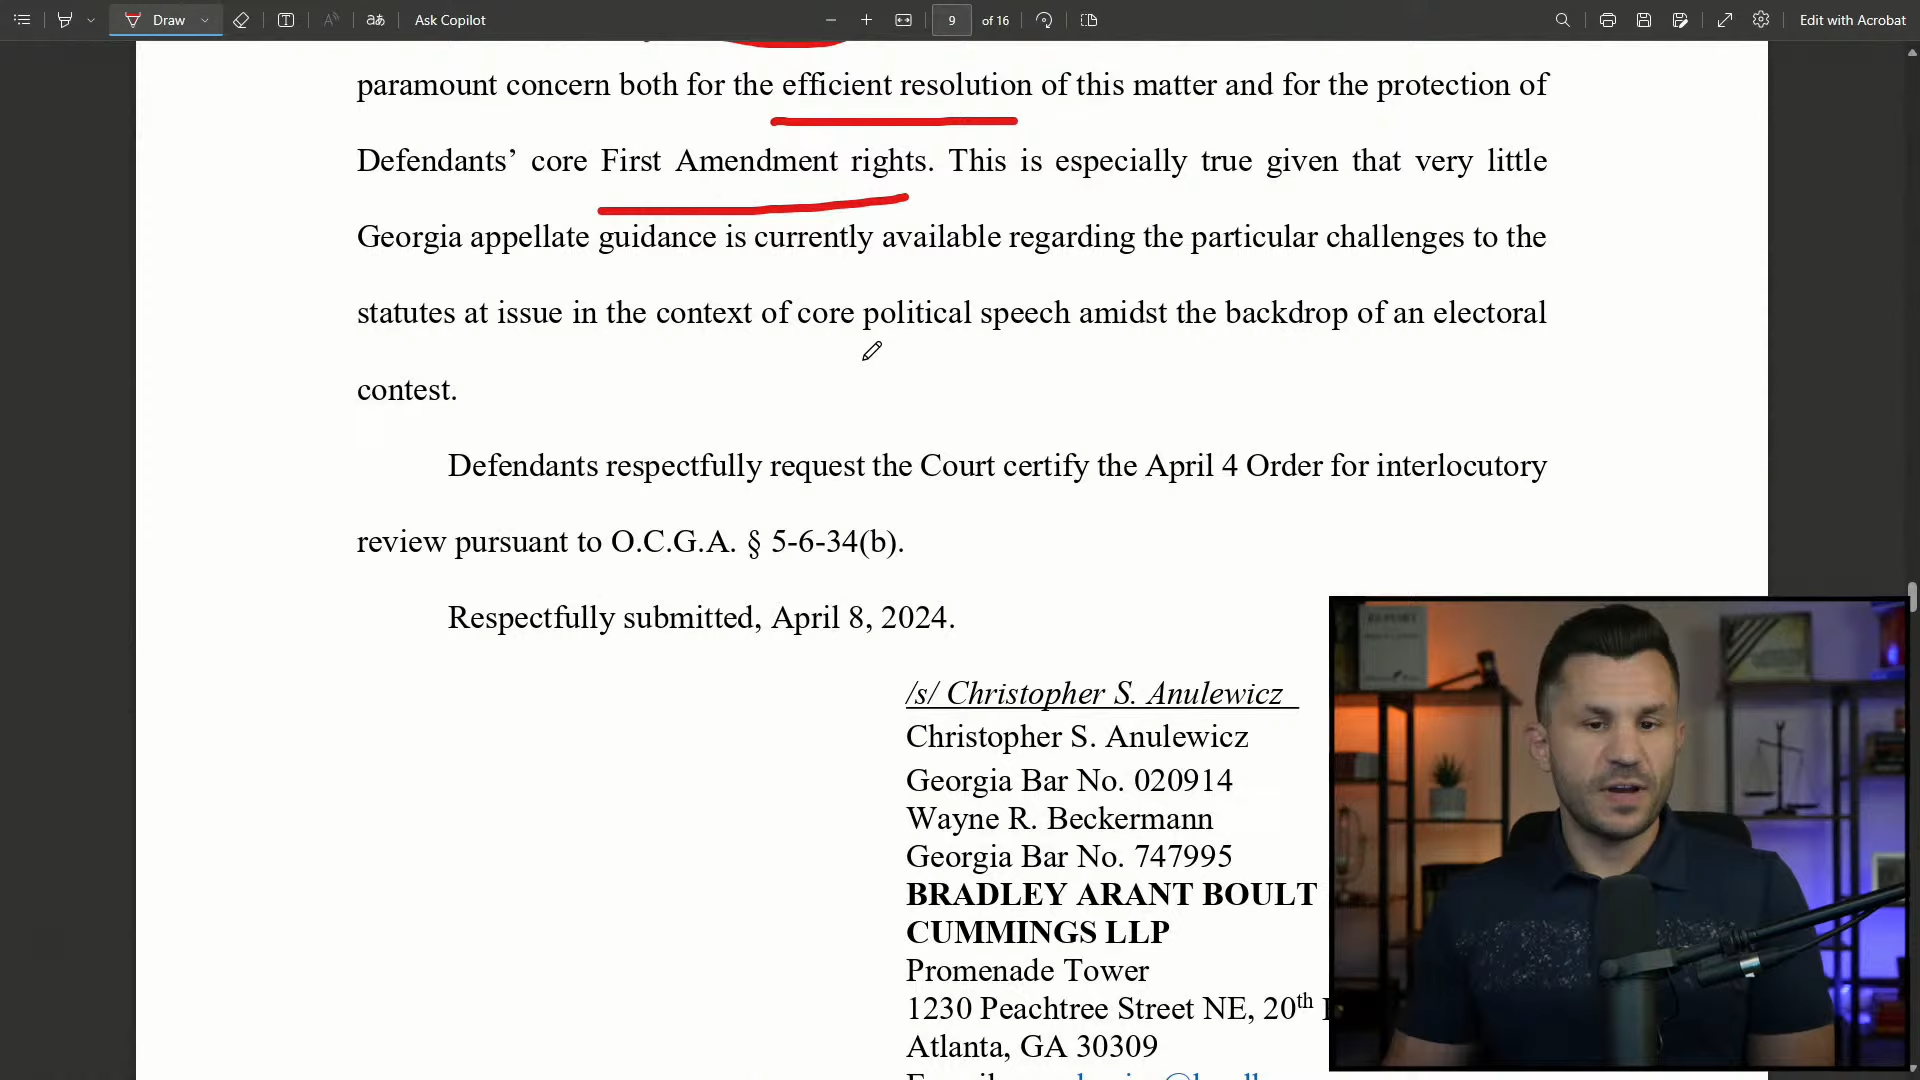 Draw
Ask Copilot
9
of 16
Edit with Acrobat
paramount concern both for the efficient resolution of this matter and for the protection of
Defendants’ core First Amendment rights. This is especially true given that very little
Georgia appellate guidance is currently available regarding the particular challenges to the
statutes at issue in the context of core political speech amidst the backdrop of an electoral
contest.
Defendants respectfully request the Court certify the April 4 Order for interlocutory
review pursuant to O.C.G.A. § 5-6-34(b).
Respectfully submitted, April 8, 2024.
/s/ Christopher S. Anulewicz
Christopher S. Anulewicz
Georgia Bar No. 020914
Wayne R. Beckermann
Georgia Bar No. 747995
BRADLEY ARANT BOULT
CUMMINGS LLP
Promenade Tower
1230 Peachtree Street NE, 20th
Atlanta, GA 30309